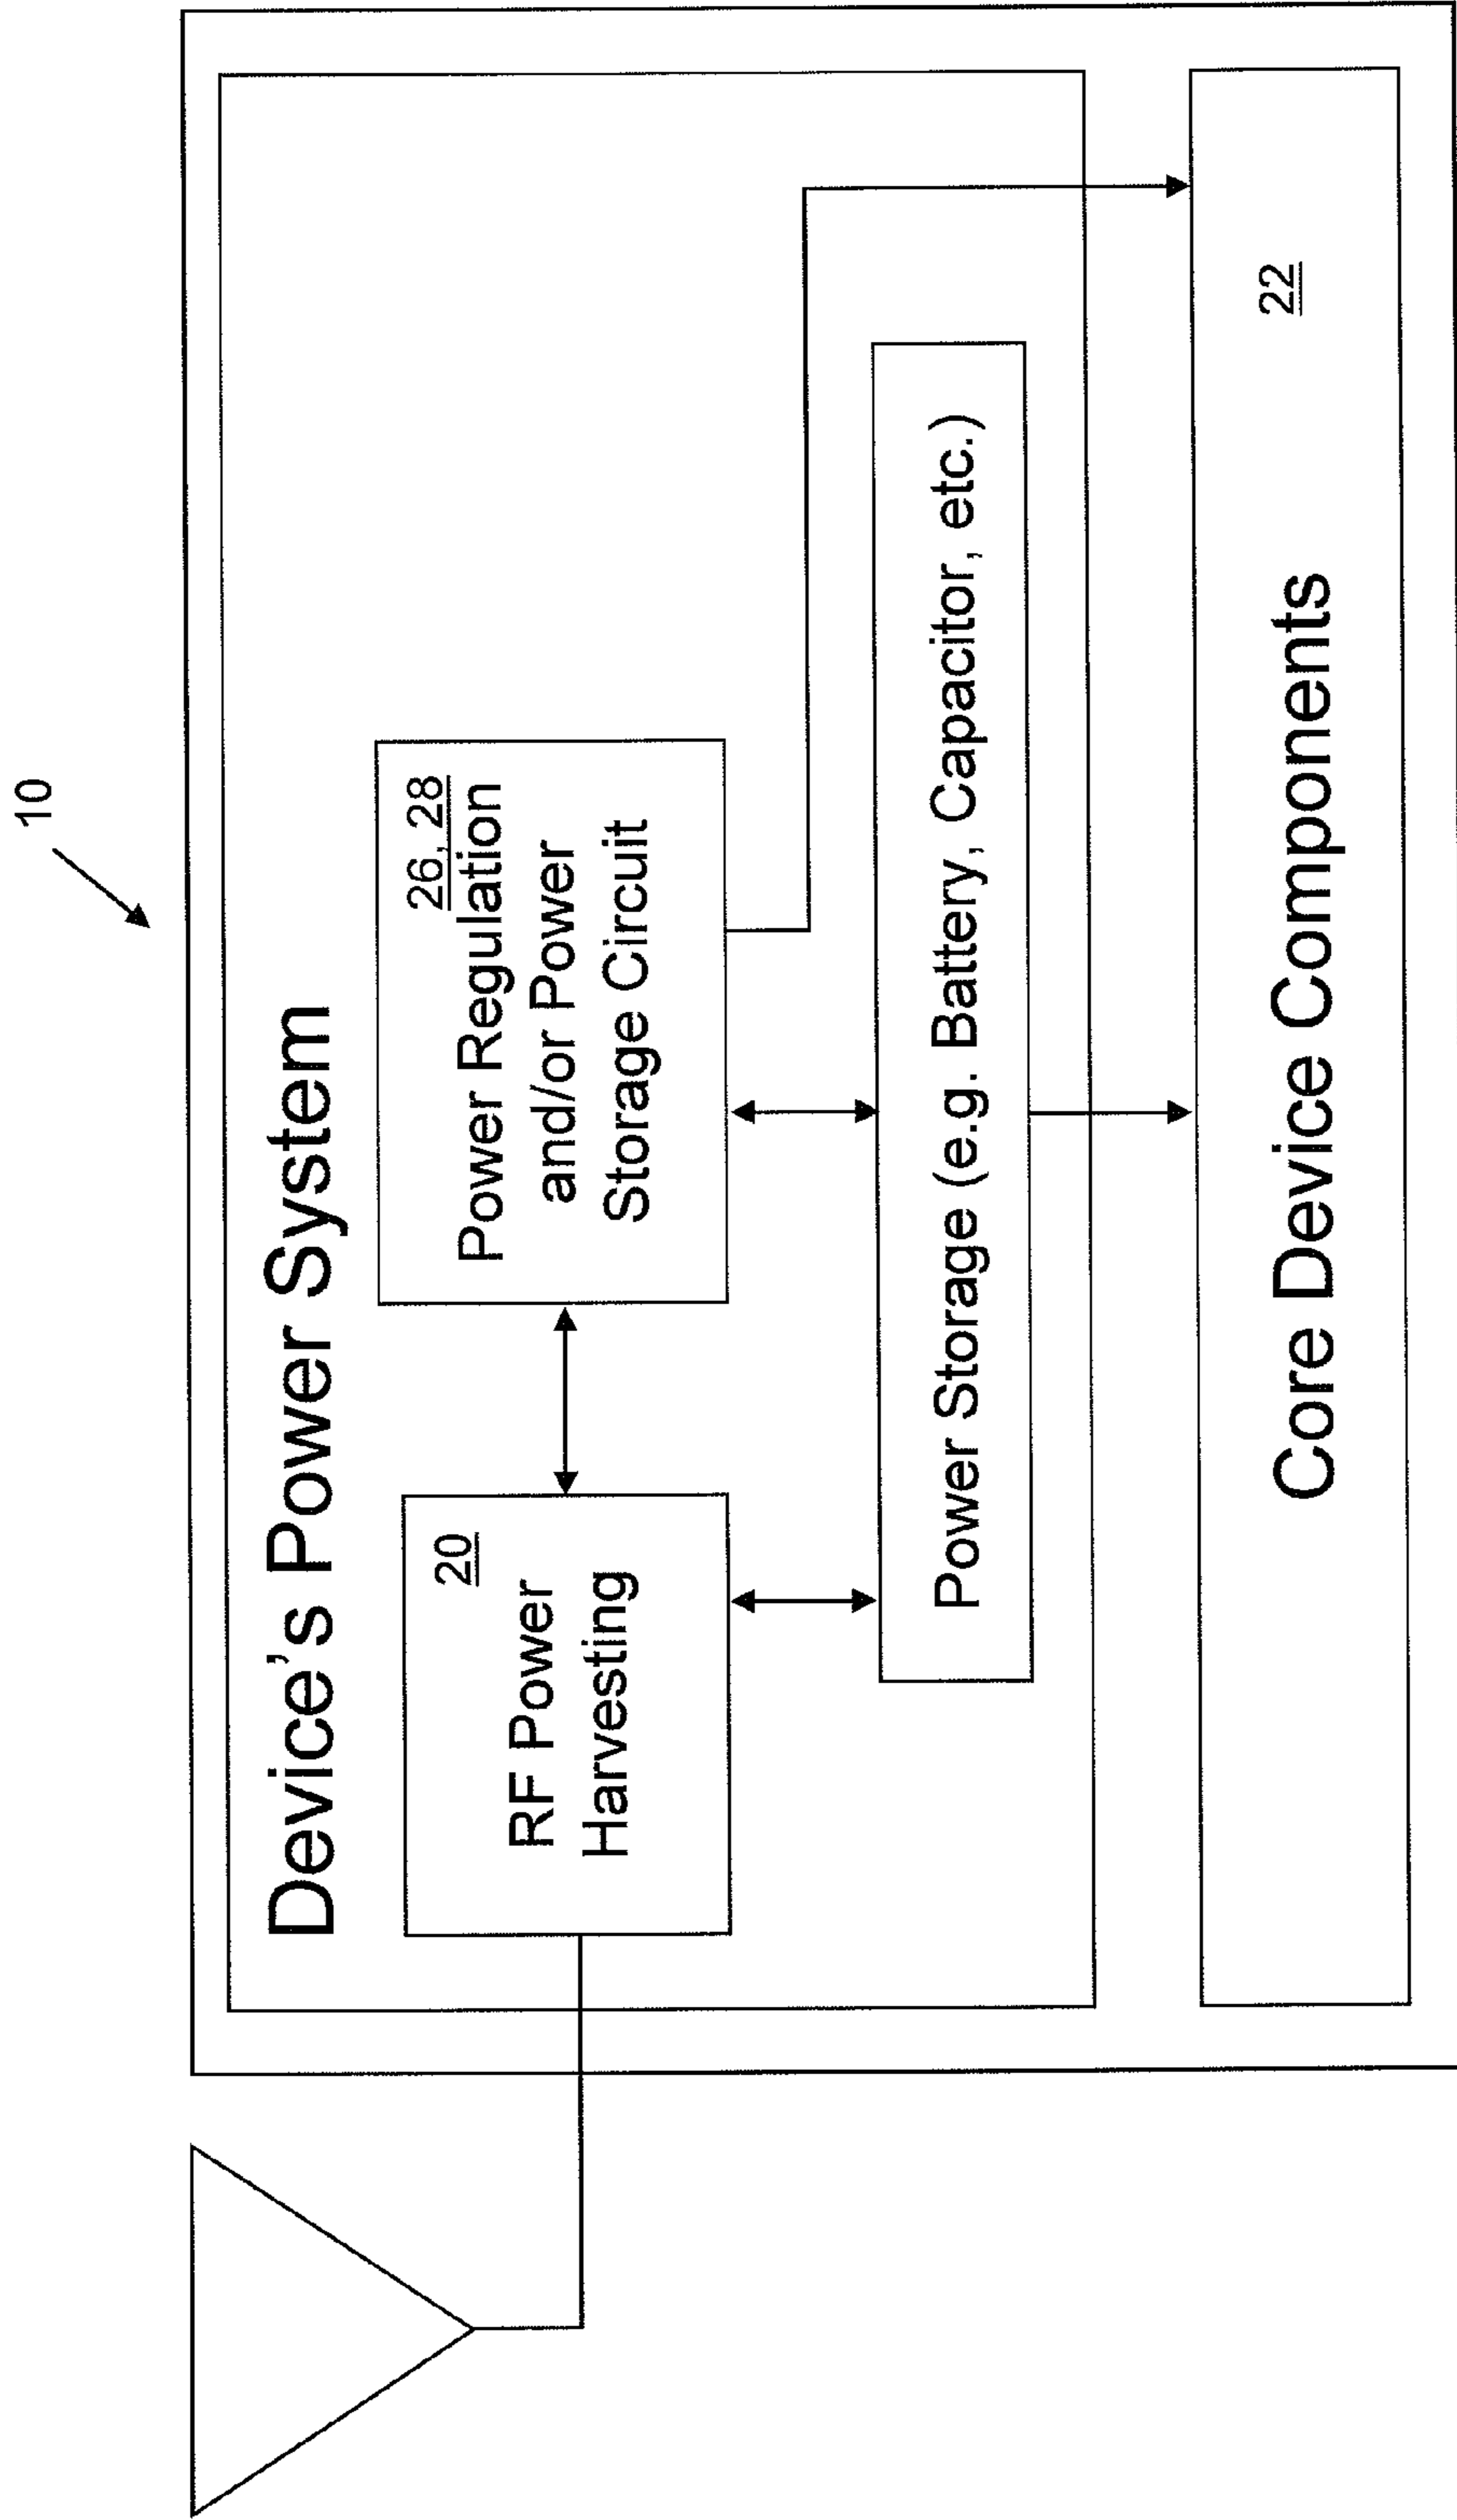 10
Device's Power System
20
RF Power
Harvesting
26, 28
Power Regulation
and/or Power
Storage Circuit
Power Storage (e.g. Battery, Capacitor, etc.)
22
Core Device Components